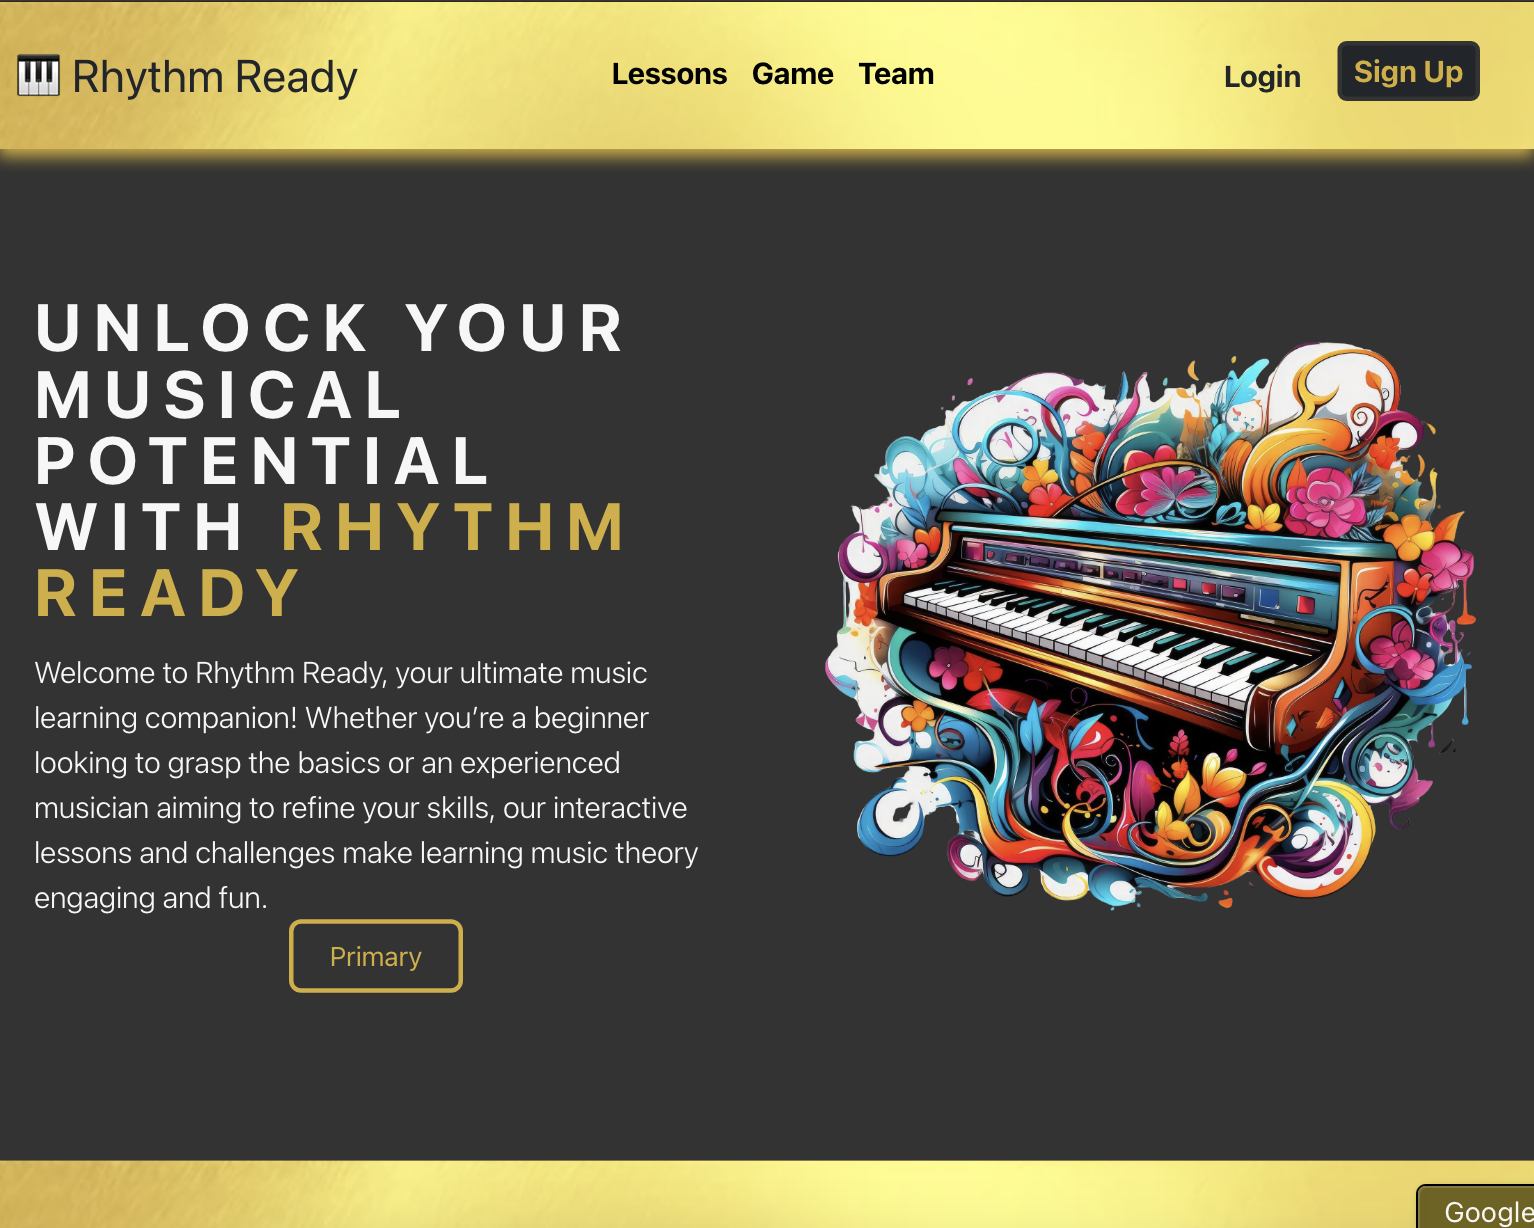 Rhythm Ready
Lessons Game Team
Login
Sign Up
UNLOCK YOUR
MUSICAL
POTENTIAL
WITH RHYTHM
READY
Welcome to Rhythm Ready, your ultimate music
learning companion! Whether you’re a beginner
looking to grasp the basics or an experienced
musician aiming to refine your skills, our interactive
lessons and challenges make learning music theory
engaging and fun.
Primary
Google